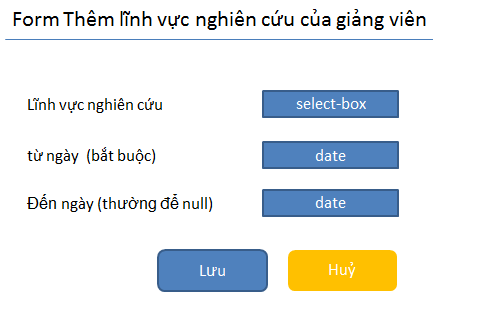 Form Thêm lĩnh vực nghiên cứu của giảng viên
Lĩnh vực nghiên cứu select-box
từ ngày (bắt buộc) date
Đến ngày (thường để null) date
Lưu Huỷ